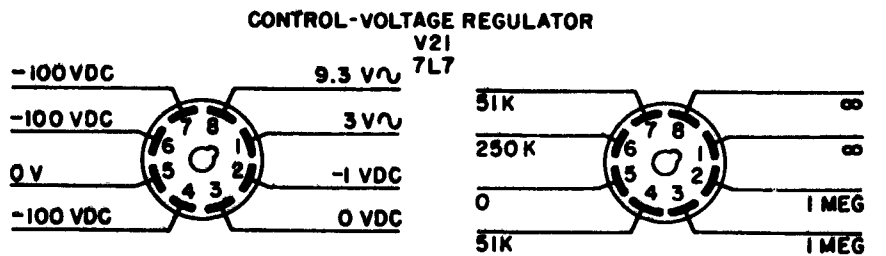 CONTROL-VOLTAGE REGULATOR
V21
7L7
-100 VDC 9.3 V∿
-100 VDC 3 V∿
0 V -1 VDC
-100 VDC 0 VDC
7 8
6 1
5 2
4 3
51K ∞
250K ∞
0 1 MEG
51K 1 MEG
7 8
6 1
5 2
4 3